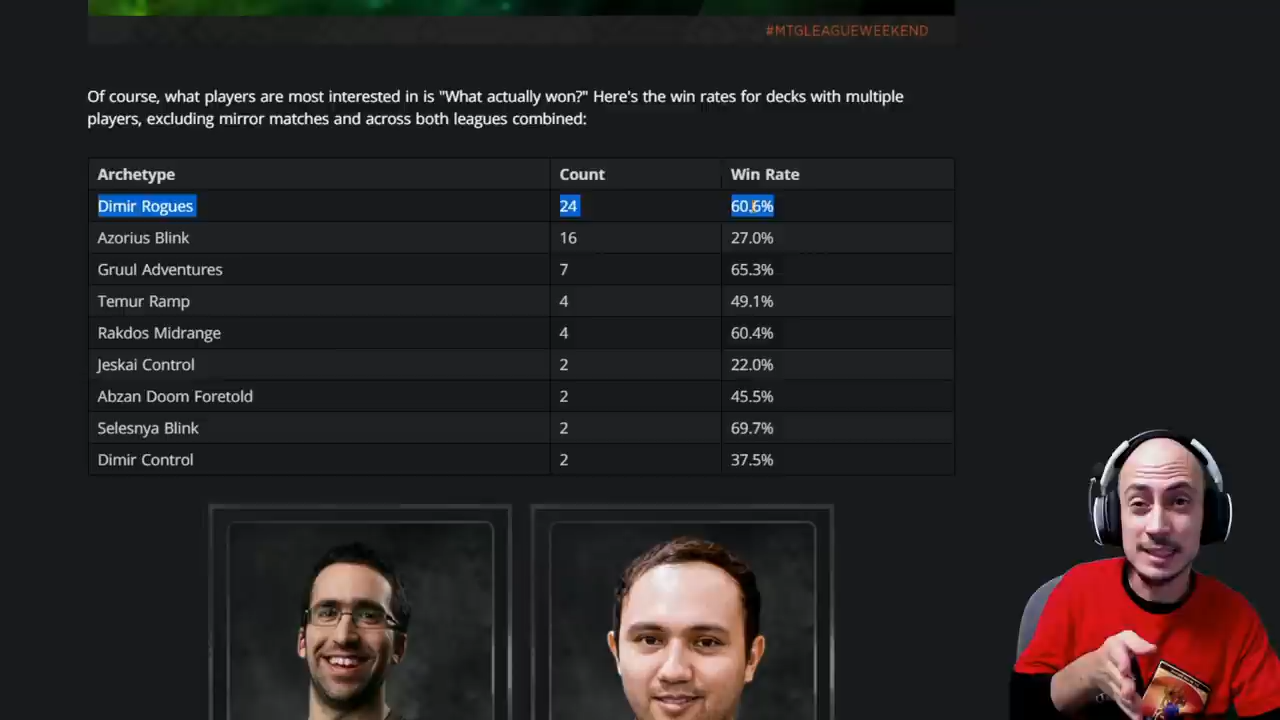 #MTGLEAGUEWEEKEND
Of course, what players are most interested in is "What actually won?" Here's the win rates for decks with multiple
players, excluding mirror matches and across both leagues combined:
Archetype Count Win Rate
Dimir Rogues 24 60.6%
Azorius Blink 16 27.0%
Gruul Adventures 7 65.3%
Temur Ramp 4 49.1%
Rakdos Midrange 4 60.4%
Jeskai Control 2 22.0%
Abzan Doom Foretold 2 45.5%
Selesnya Blink 2 69.7%
Dimir Control 2 37.5%